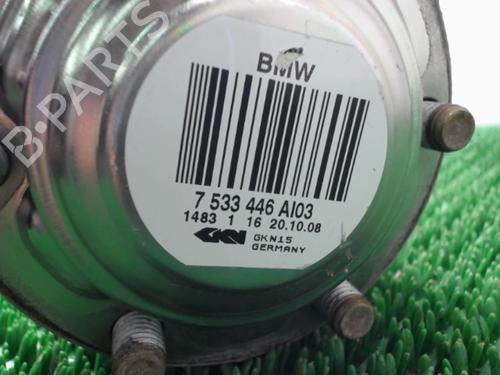 B-PARTS
BMW
7 533 446 AI03
1483 1 16 20.10.08
GKN
GKN15
GERMANY